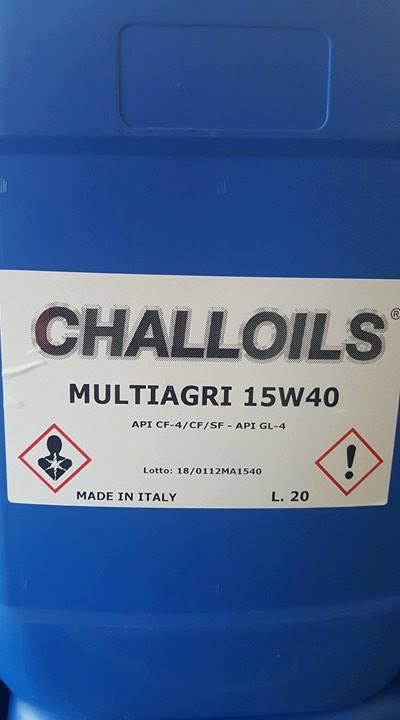 CHALLOILS®
MULTIAGRI 15W40
API CF-4/CF/SF - API GL-4
Lotto: 18/0112MA1540
MADE IN ITALY L. 20